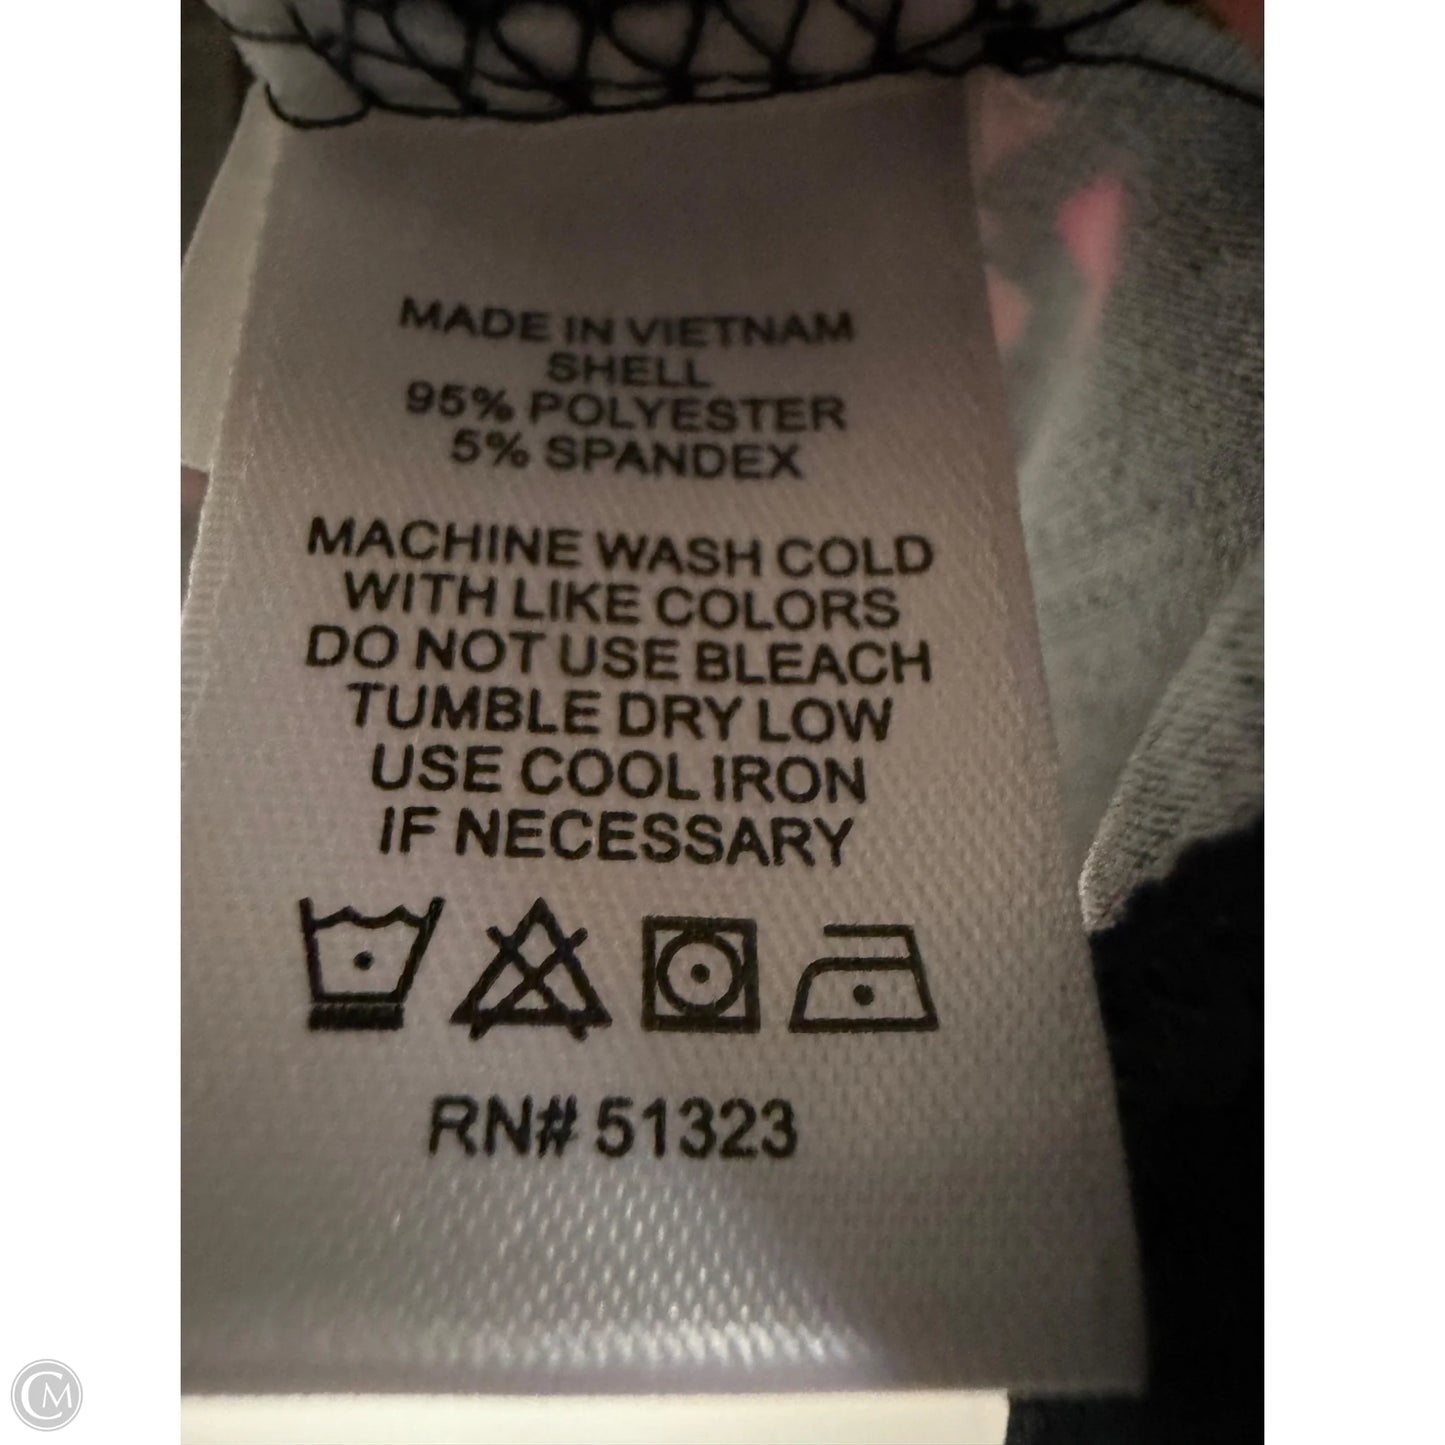 MADE IN VIETNAM
SHELL
95% POLYESTER
5% SPANDEX
MACHINE WASH COLD
WITH LIKE COLORS
DO NOT USE BLEACH
TUMBLE DRY LOW
USE COOL IRON
IF NECESSARY
RN# 51323
CM